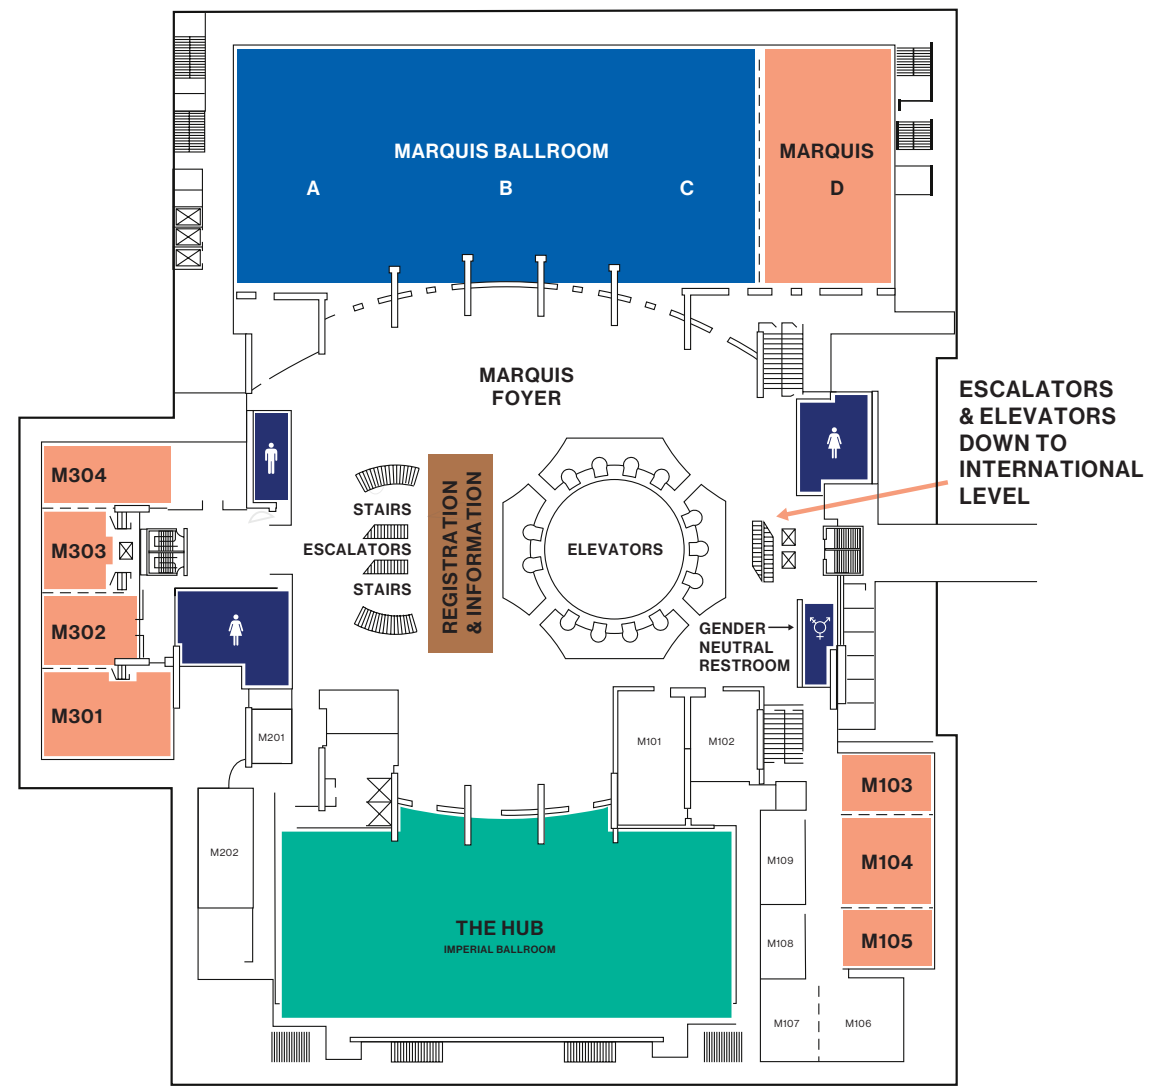 MARQUIS BALLROOM
A
B
C
MARQUIS
D
MARQUIS
FOYER
ESCALATORS
& ELEVATORS
DOWN TO
INTERNATIONAL
LEVEL
M304
M303
M302
M301
STAIRS
ESCALATORS
STAIRS
REGISTRATION
& INFORMATION
ELEVATORS
GENDER
NEUTRAL
RESTROOM
M201
M202
M101
M102
M103
M104
M105
M109
M108
M107
M106
THE HUB
IMPERIAL BALLROOM